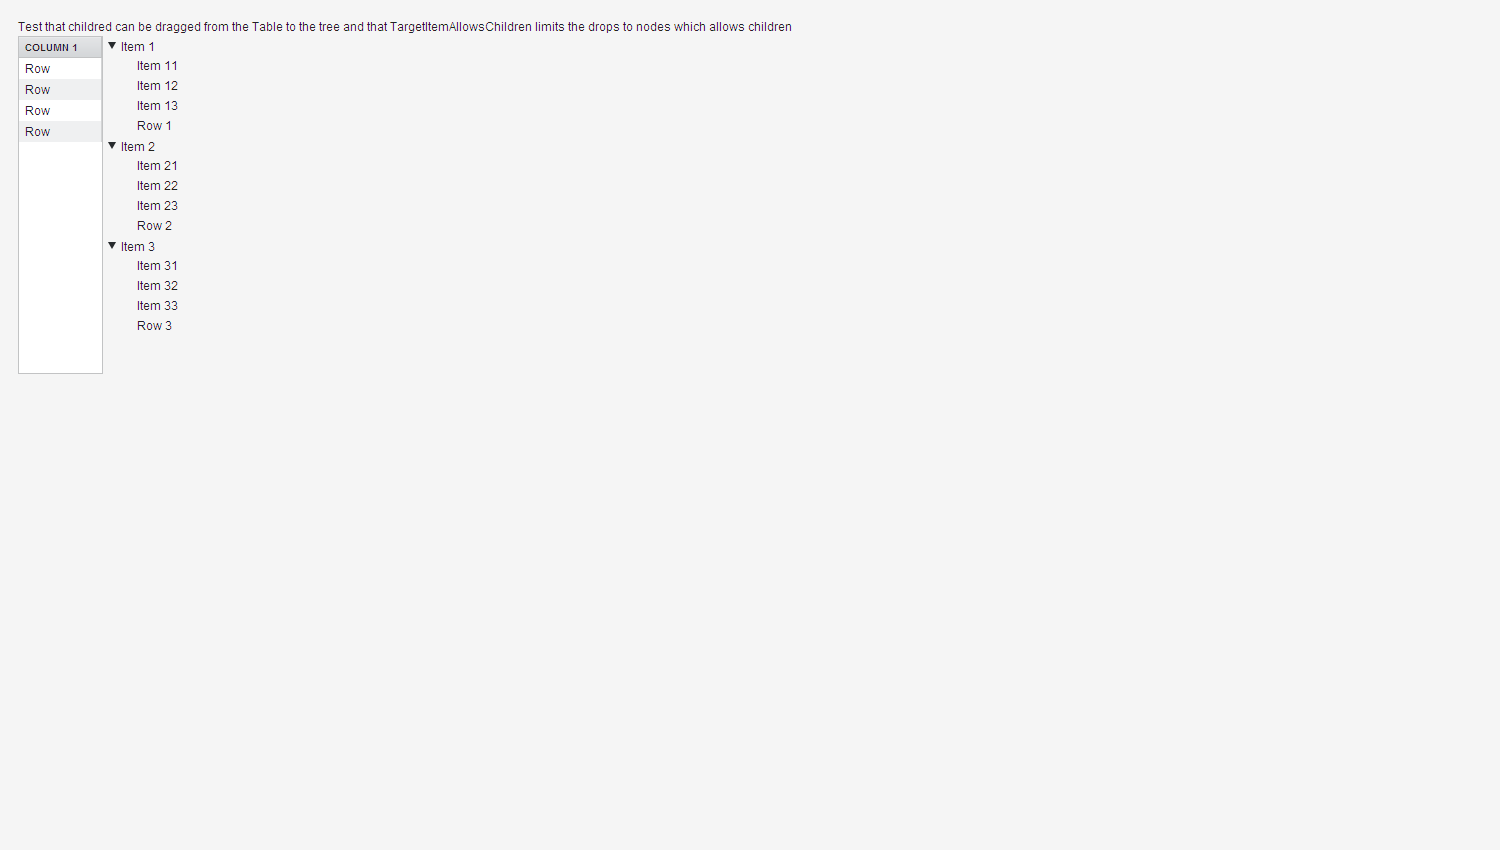 Test that childred can be dragged from the Table to the tree and that TargetItemAllowsChildren limits the drops to nodes which allows children
COLUMN 1
Row
Row
Row
Row
Item 1
Item 11
Item 12
Item 13
Row 1
Item 2
Item 21
Item 22
Item 23
Row 2
Item 3
Item 31
Item 32
Item 33
Row 3